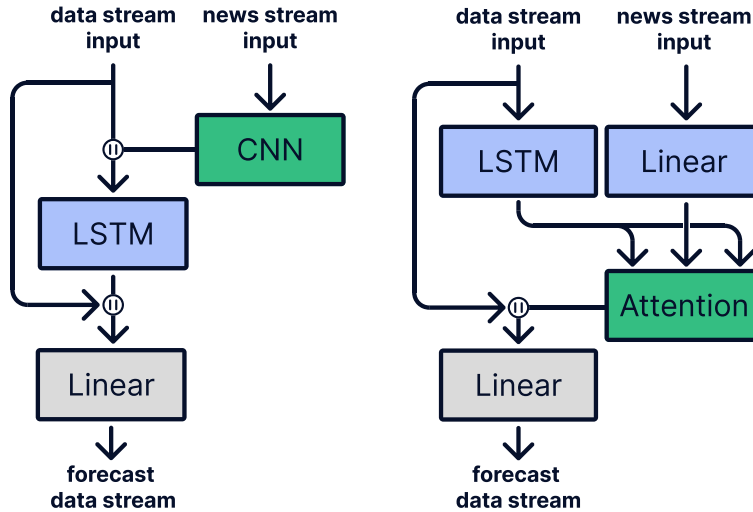 data stream
input
news stream
input
CNN
LSTM
Linear
forecast
data stream
data stream
input
news stream
input
LSTM
Linear
Attention
Linear
forecast
data stream